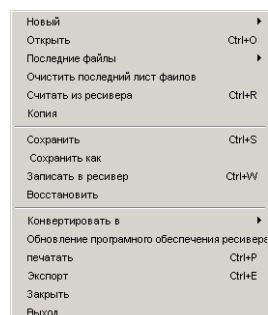 Новый
Открыть Ctrl+O
Последние файлы
Очистить последний лист фаилов
Считать из ресивера Ctrl+R
Копия
Сохранить Ctrl+S
Сохранить как
Записать в ресивер Ctrl+W
Восстановить
Конвертировать в
Обновление програмного обеспечения ресивера
печатать Ctrl+P
Экспорт Ctrl+E
Закрыть
Выход